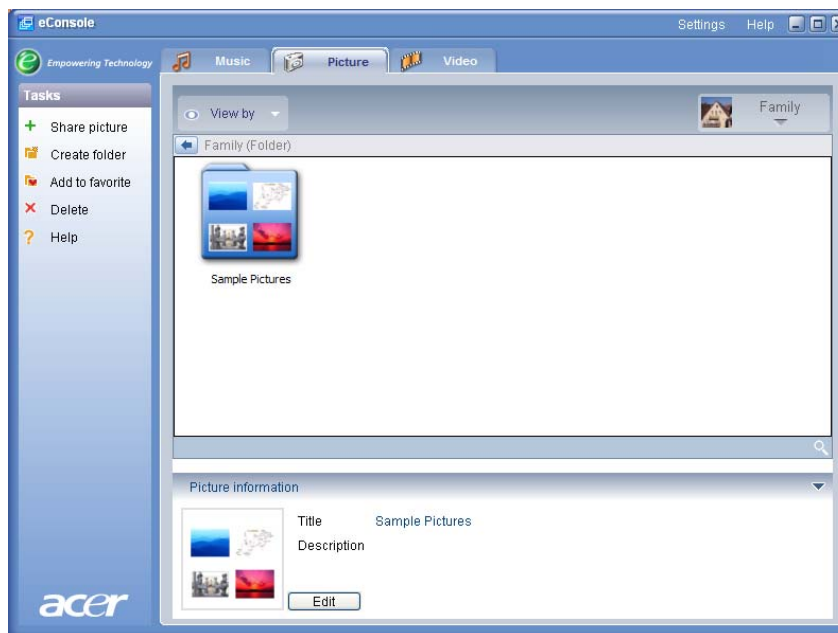 eConsole
Settings Help
Empowering Technology
Music Picture Video
Tasks
Share picture
Create folder
Add to favorite
Delete
Help
View by
Family
Family (Folder)
Sample Pictures
Picture information
Title Sample Pictures
Description
Edit
acer